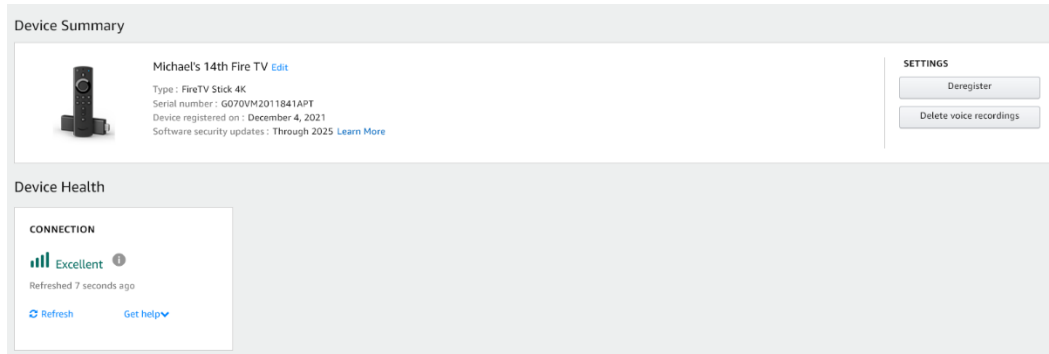 Device Summary
Michael's 14th Fire TV Edit
Type : FireTV Stick 4K
Serial number : G070VM2011841APT
Device registered on : December 4, 2021
Software security updates : Through 2025 Learn More
SETTINGS
Deregister
Delete voice recordings
Device Health
CONNECTION
Excellent
Refreshed 7 seconds ago
Refresh Get help